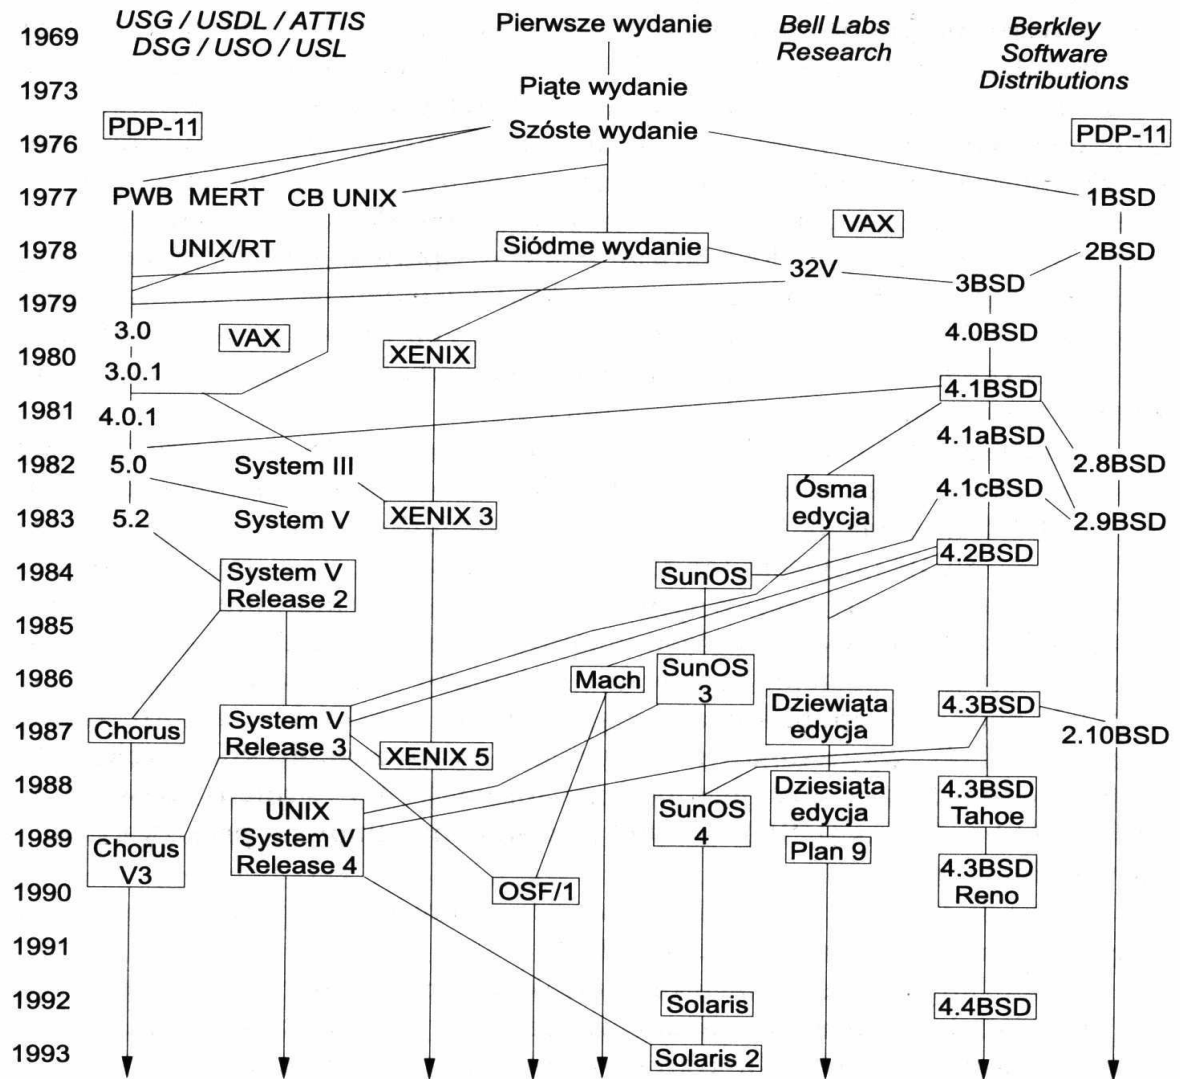 USG / USDL / ATTIS
DSG / USO / USL
Pierwsze wydanie
Bell Labs
Research
Berkley
Software
Distributions
1969
1973
Piąte wydanie
PDP-11
Szóste wydanie
PDP-11
1976
1977
PWB
MERT
CB UNIX
1BSD
VAX
1978
UNIX/RT
Siódme wydanie
2BSD
32V
3BSD
1979
3.0
VAX
4.0BSD
1980
XENIX
3.0.1
4.1BSD
1981
4.0.1
4.1aBSD
1982
5.0
System III
2.8BSD
Ósma
edycja
4.1cBSD
1983
5.2
System V
XENIX 3
2.9BSD
4.2BSD
1984
System V
Release 2
SunOS
1985
1986
Mach
SunOS
3
Dziewiąta
edycja
4.3BSD
1987
Chorus
System V
Release 3
XENIX 5
2.10BSD
1988
UNIX
System V
Release 4
SunOS
4
Dziesiąta
edycja
4.3BSD
Tahoe
1989
Chorus
V3
Plan 9
4.3BSD
Reno
1990
OSF/1
1991
1992
Solaris
4.4BSD
1993
Solaris 2